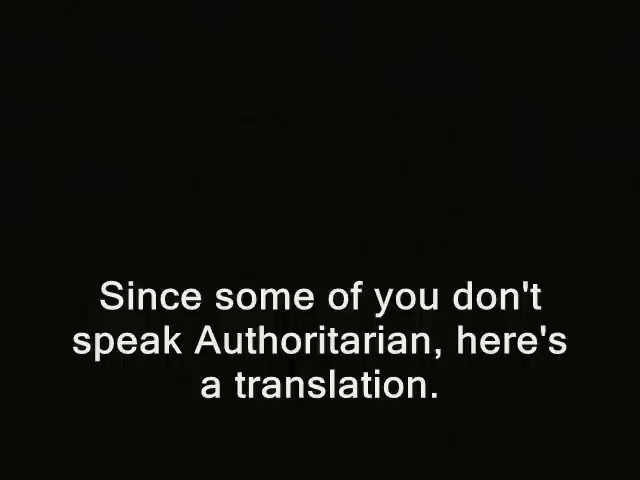 Since some of you don't
speak Authoritarian, here's
a translation.